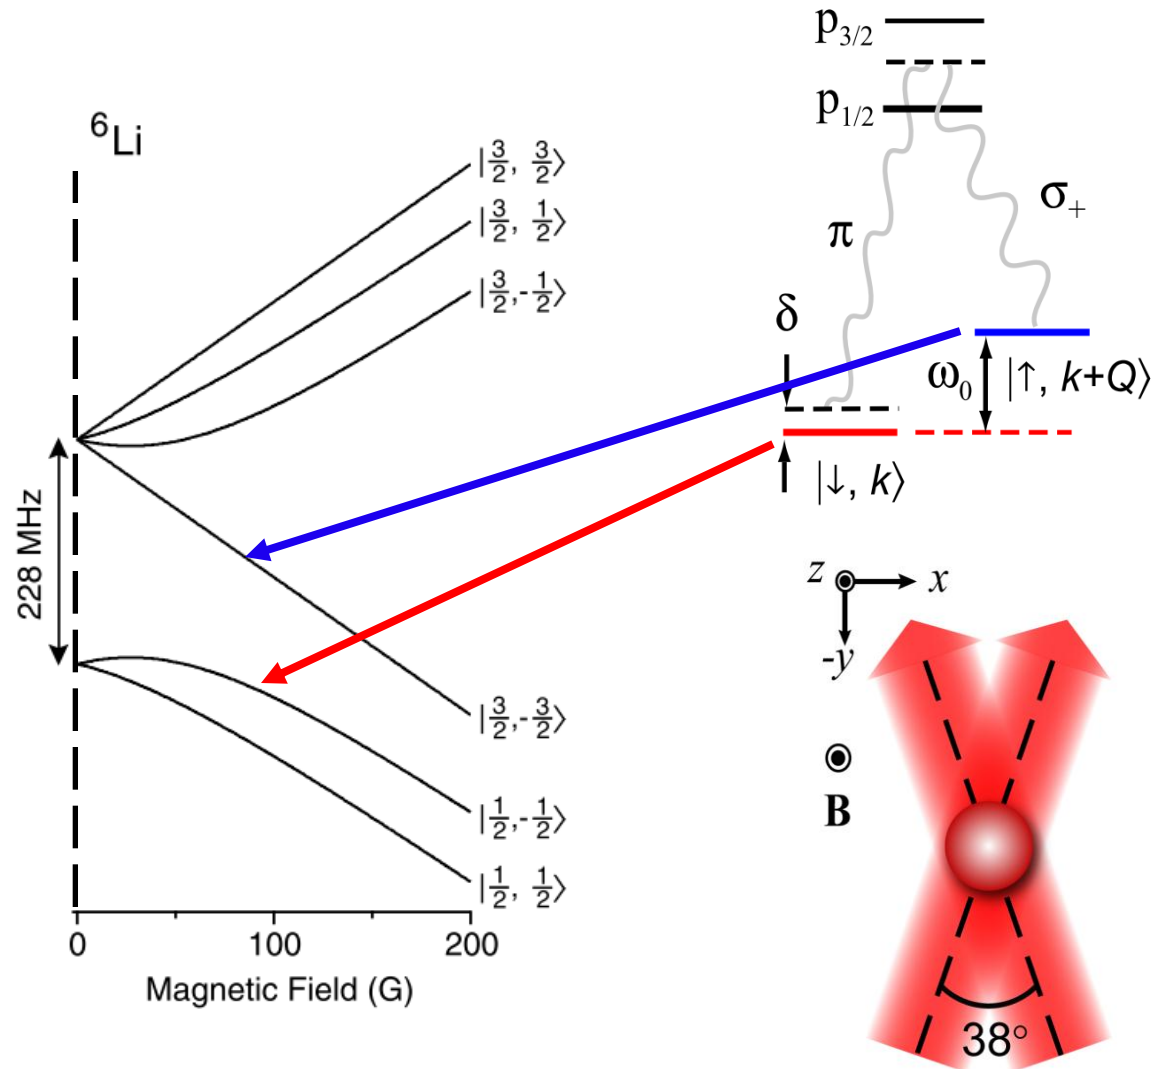 ⁶Li
|3/2, 3/2⟩
|3/2, 1/2⟩
|3/2,-1/2⟩
|3/2,-3/2⟩
|1/2,-1/2⟩
|1/2, 1/2⟩
228 MHz
0 100 200
Magnetic Field (G)
p3/2
p1/2
π
σ+
δ
ω0
|↑, k+Q⟩
|↓, k⟩
z
x
-y
B
38°